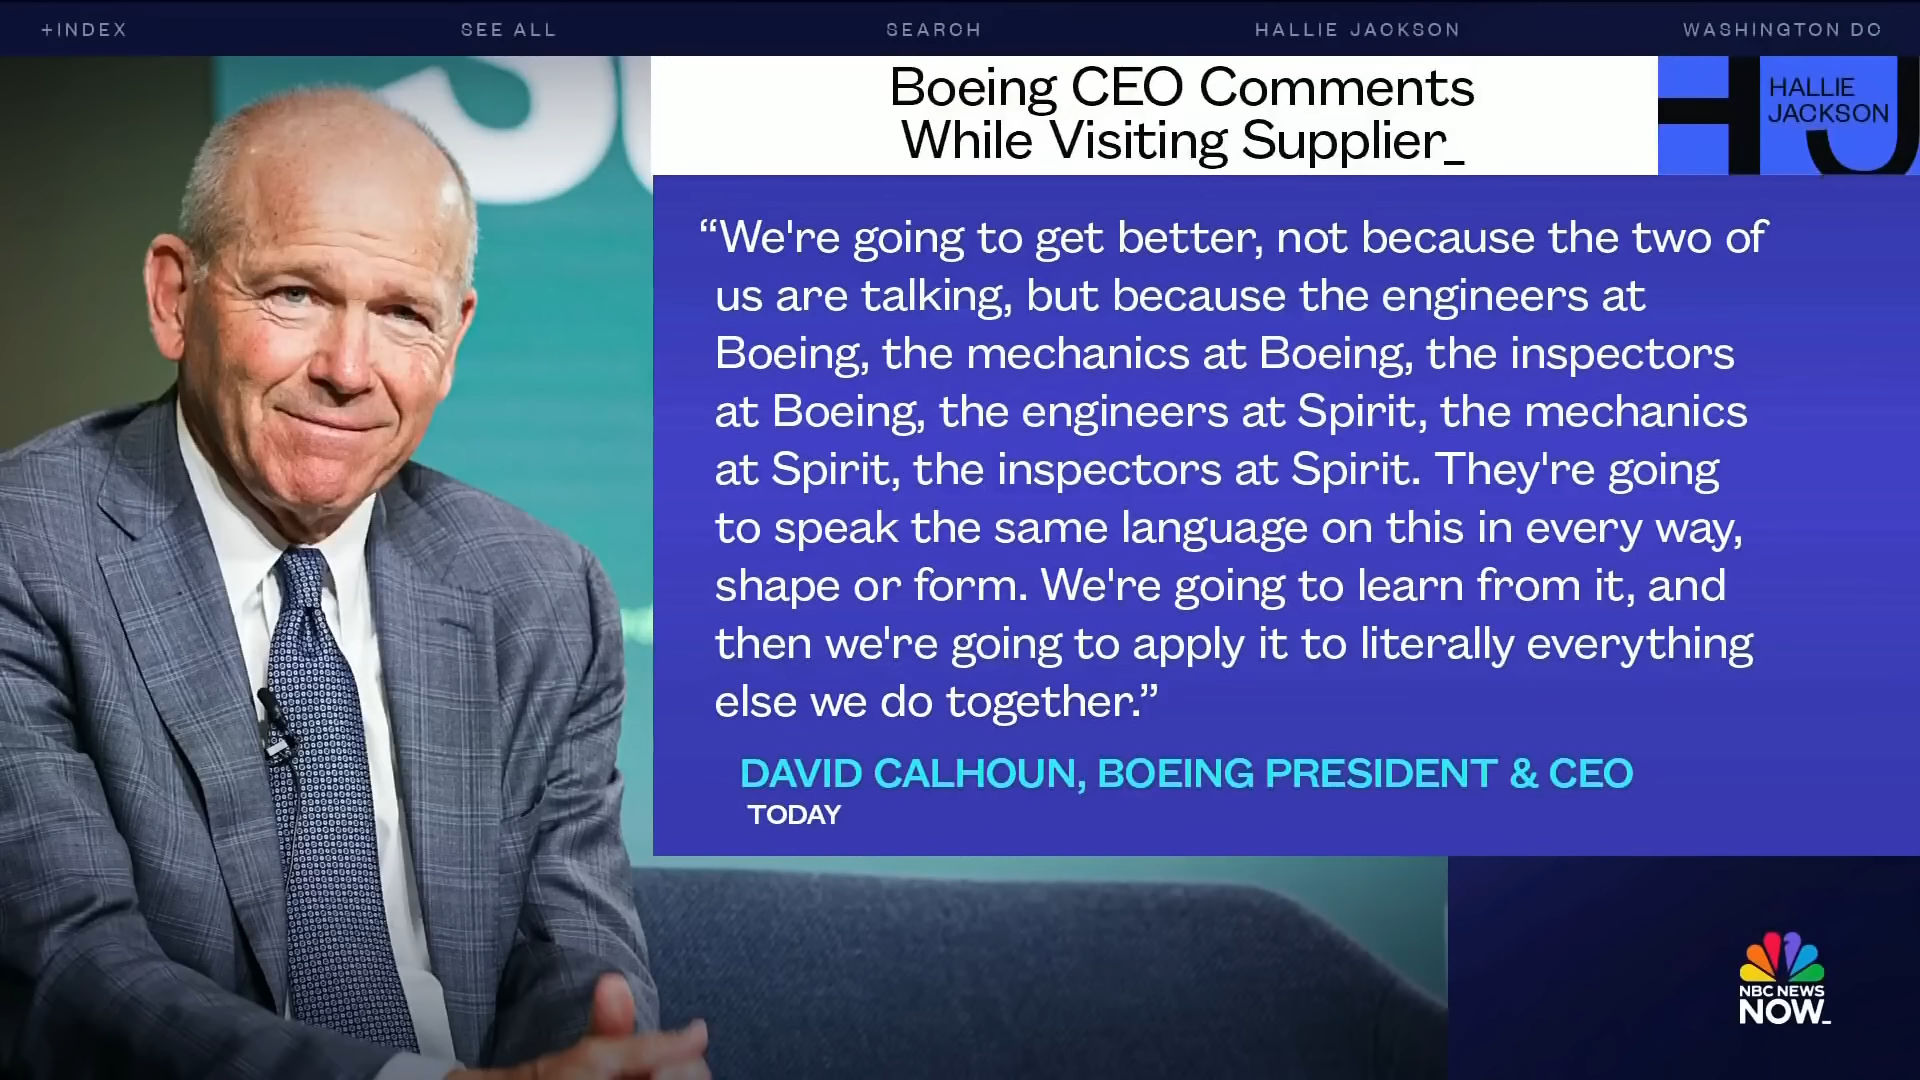 +INDEX
SEE ALL
SEARCH
HALLIE JACKSON
WASHINGTON DC
Boeing CEO Comments
While Visiting Supplier_
HALLIE
JACKSON
“We're going to get better, not because the two of
us are talking, but because the engineers at
Boeing, the mechanics at Boeing, the inspectors
at Boeing, the engineers at Spirit, the mechanics
at Spirit, the inspectors at Spirit. They're going
to speak the same language on this in every way,
shape or form. We're going to learn from it, and
then we're going to apply it to literally everything
else we do together.”
DAVID CALHOUN, BOEING PRESIDENT & CEO
TODAY
NBC NEWS
NOW_